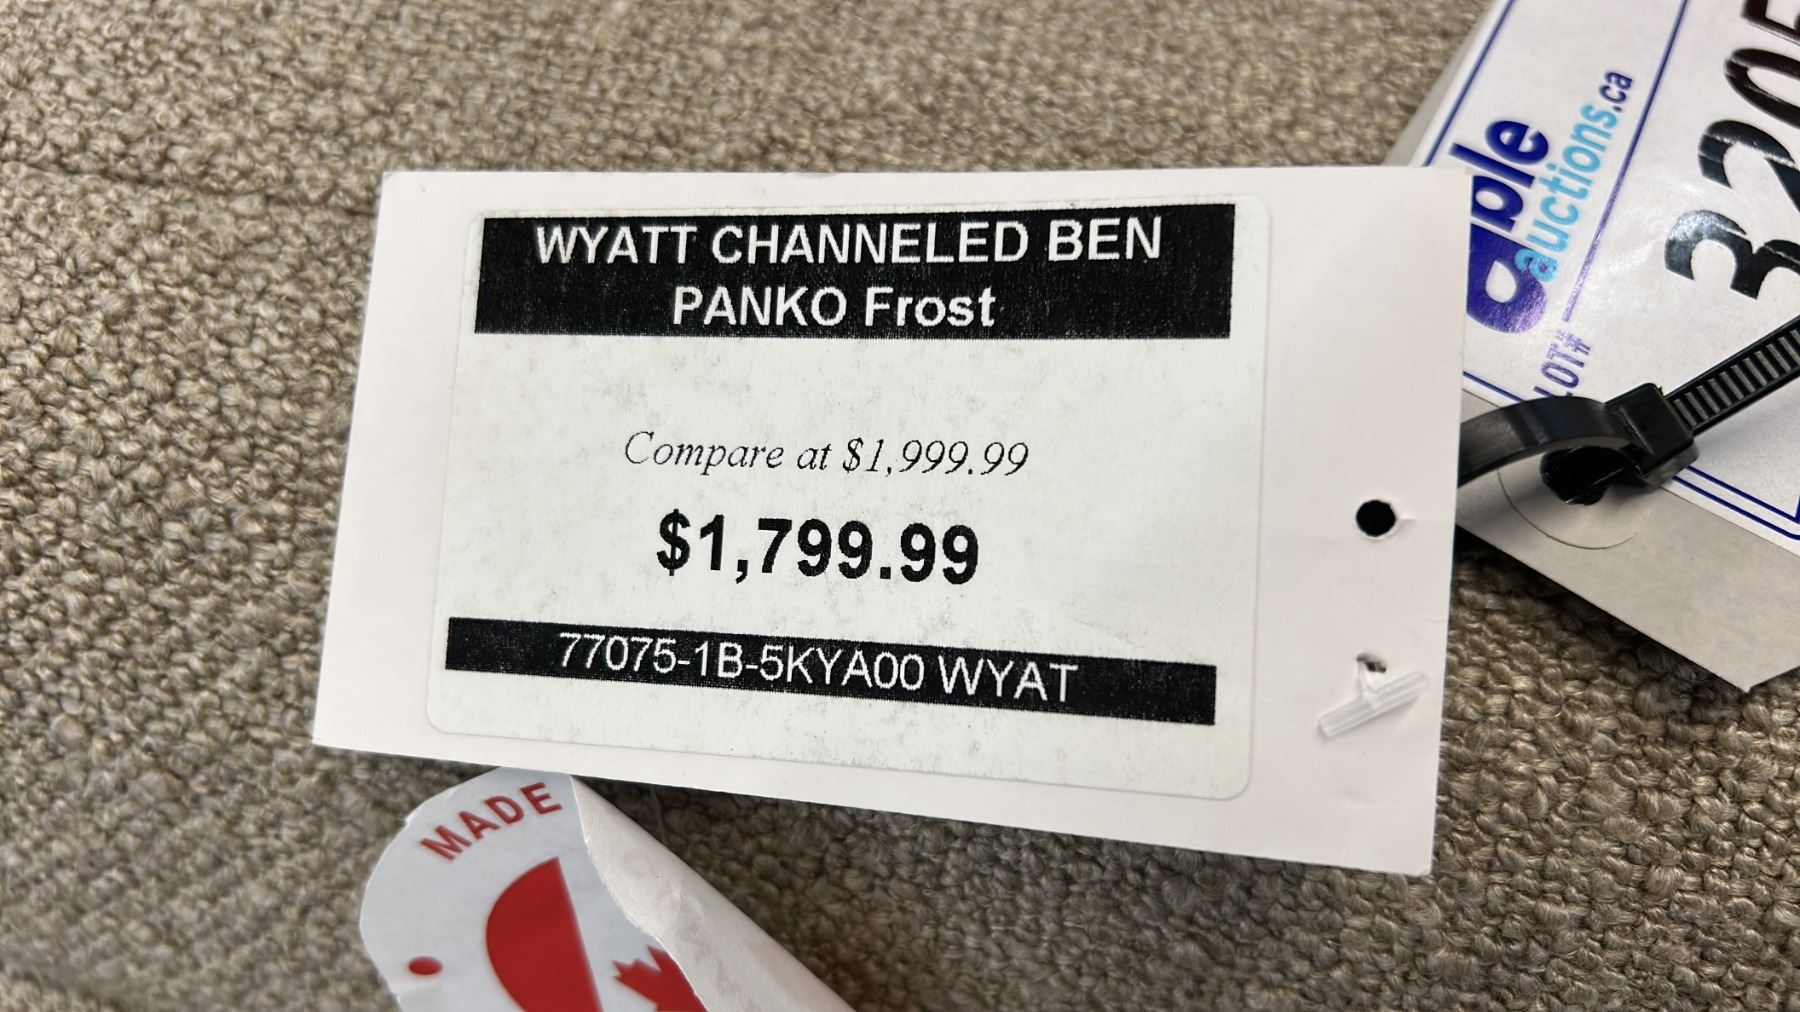 WYATT CHANNELED BEN
PANKO Frost
Compare at $1,999.99
$1,799.99
77075-1B-5KYA00 WYAT
MADE
auctions.ca
LOT#